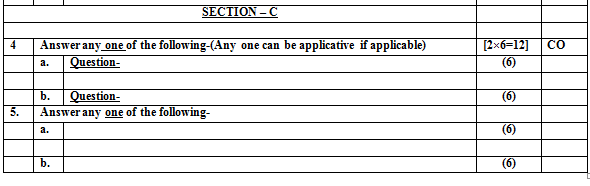 SECTION – C
4 Answer any one of the following-(Any one can be applicative if applicable) [2×6=12] CO
a. Question- (6)
b. Question- (6)
5. Answer any one of the following-
a. (6)
b. (6)